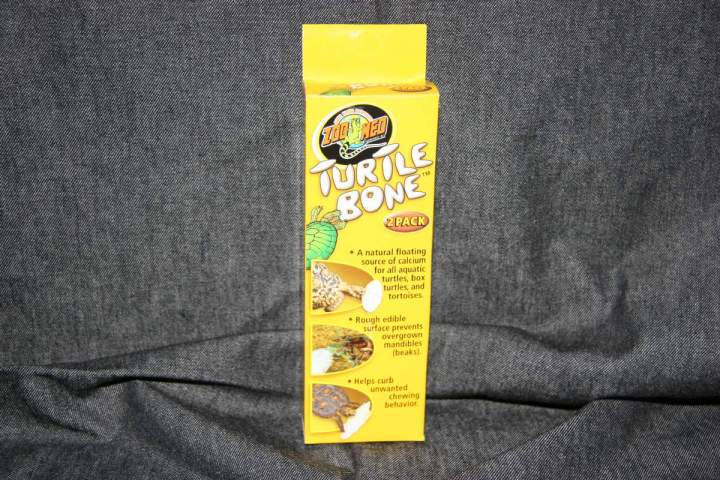 ZOO MED
TURTLE
BONE™
2 PACK
• A natural floating
source of calcium
for all aquatic
turtles, box
turtles, and
tortoises.
• Rough edible
surface prevents
overgrown
mandibles
(beaks).
• Helps curb
unwanted
chewing
behavior.